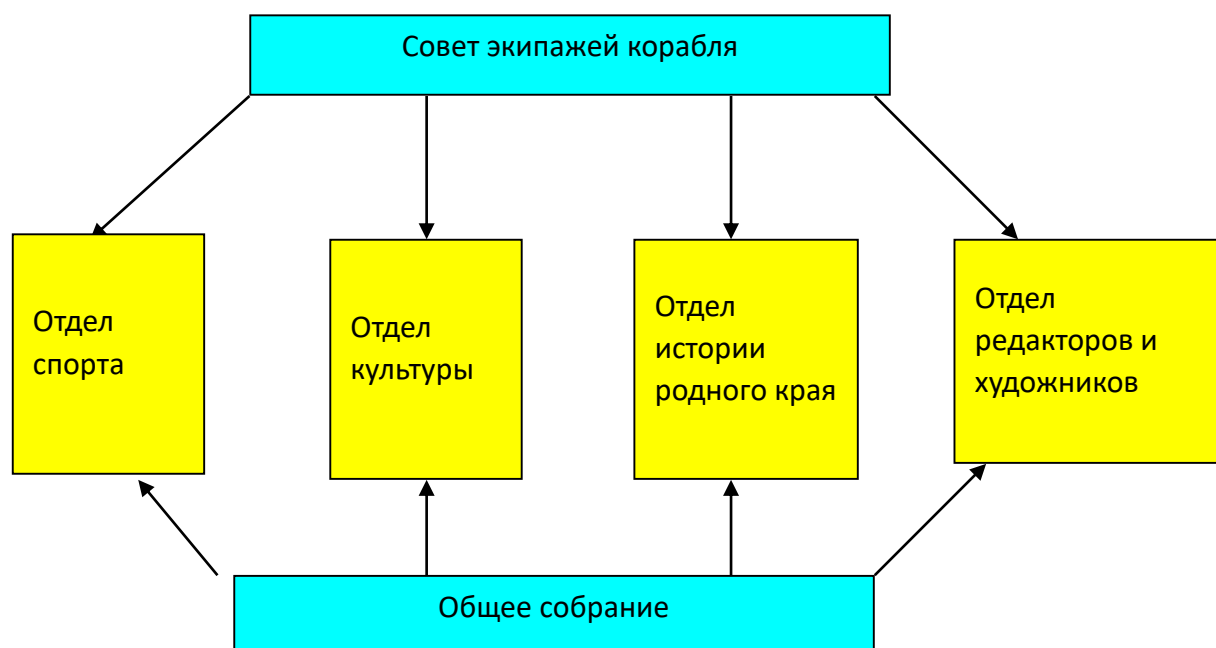 Совет экипажей корабля
Отдел
спорта
Отдел
культуры
Отдел
истории
родного края
Отдел
редакторов и
художников
Общее собрание